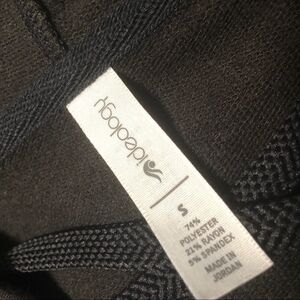 ideology
S
74%
POLYESTER
21% RAYON
5% SPANDEX
MADE IN
JORDAN